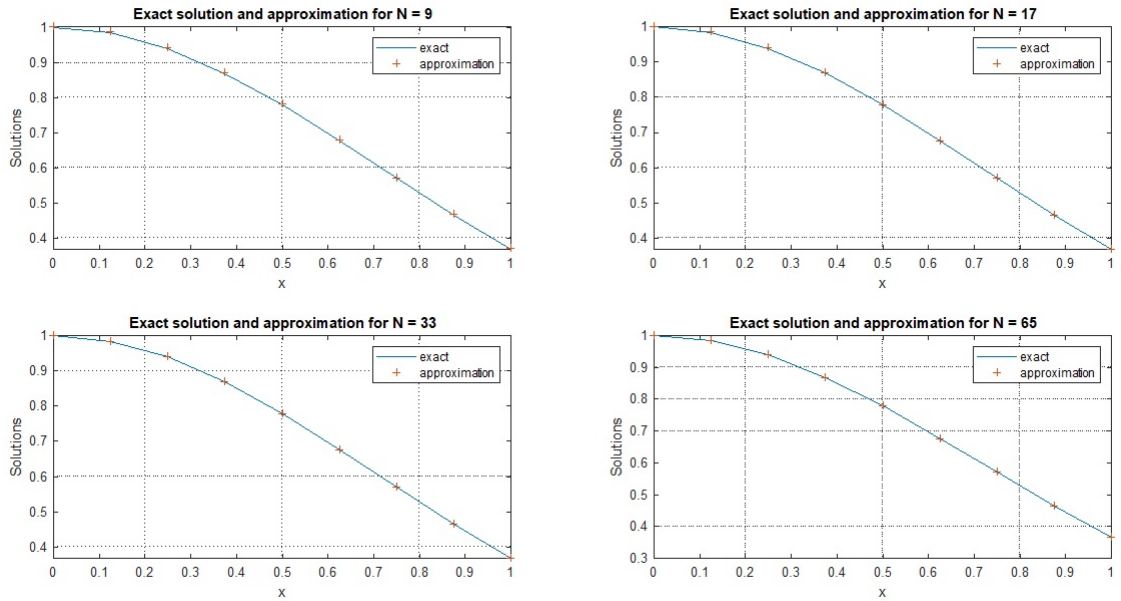 Exact solution and approximation for N = 9
exact
approximation
Solutions
1
0.9
0.8
0.7
0.6
0.5
0.4
0 0.1 0.2 0.3 0.4 0.5 0.6 0.7 0.8 0.9 1
x
Exact solution and approximation for N = 17
exact
approximation
Solutions
1
0.9
0.8
0.7
0.6
0.5
0.4
0 0.1 0.2 0.3 0.4 0.5 0.6 0.7 0.8 0.9 1
x
Exact solution and approximation for N = 33
exact
approximation
Solutions
1
0.9
0.8
0.7
0.6
0.5
0.4
0 0.1 0.2 0.3 0.4 0.5 0.6 0.7 0.8 0.9 1
x
Exact solution and approximation for N = 65
exact
approximation
Solutions
1
0.9
0.8
0.7
0.6
0.5
0.4
0.3
0 0.1 0.2 0.3 0.4 0.5 0.6 0.7 0.8 0.9 1
x